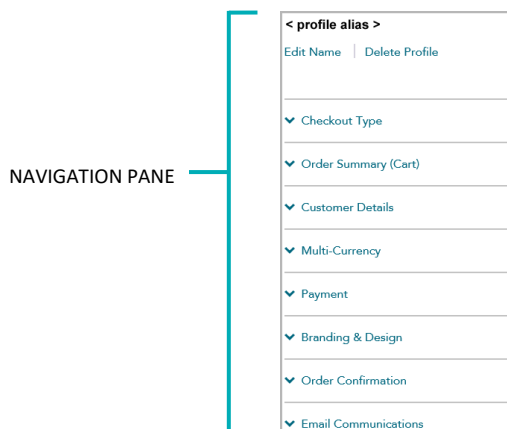 < profile alias >
Edit Name | Delete Profile
Checkout Type
Order Summary (Cart)
NAVIGATION PANE
Customer Details
Multi-Currency
Payment
Branding & Design
Order Confirmation
Email Communications